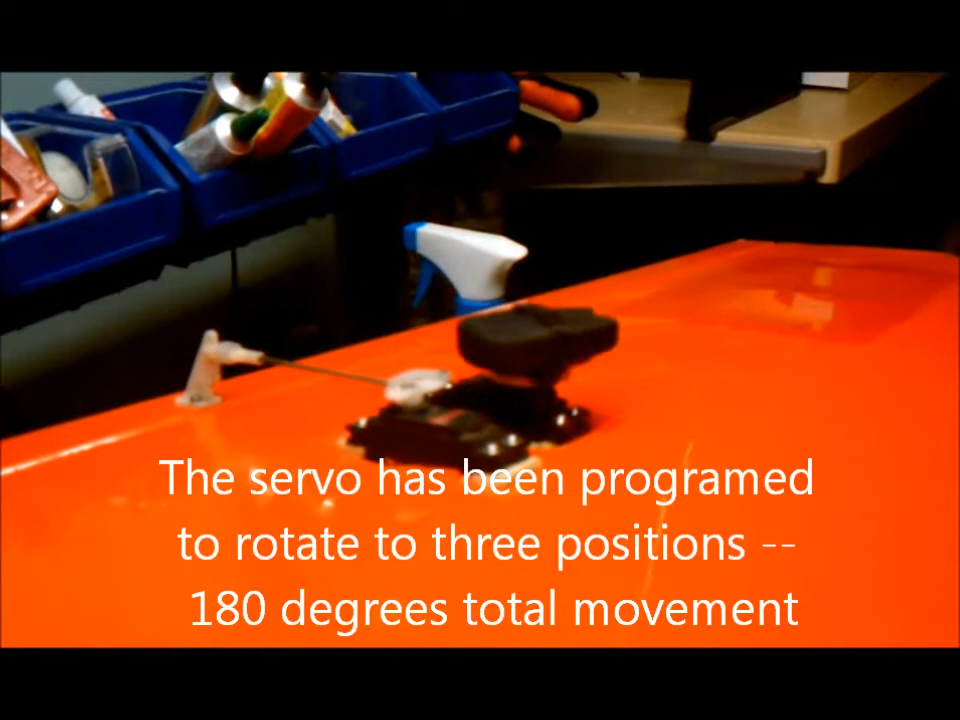 The servo has been programed
to rotate to three positions --
180 degrees total movement